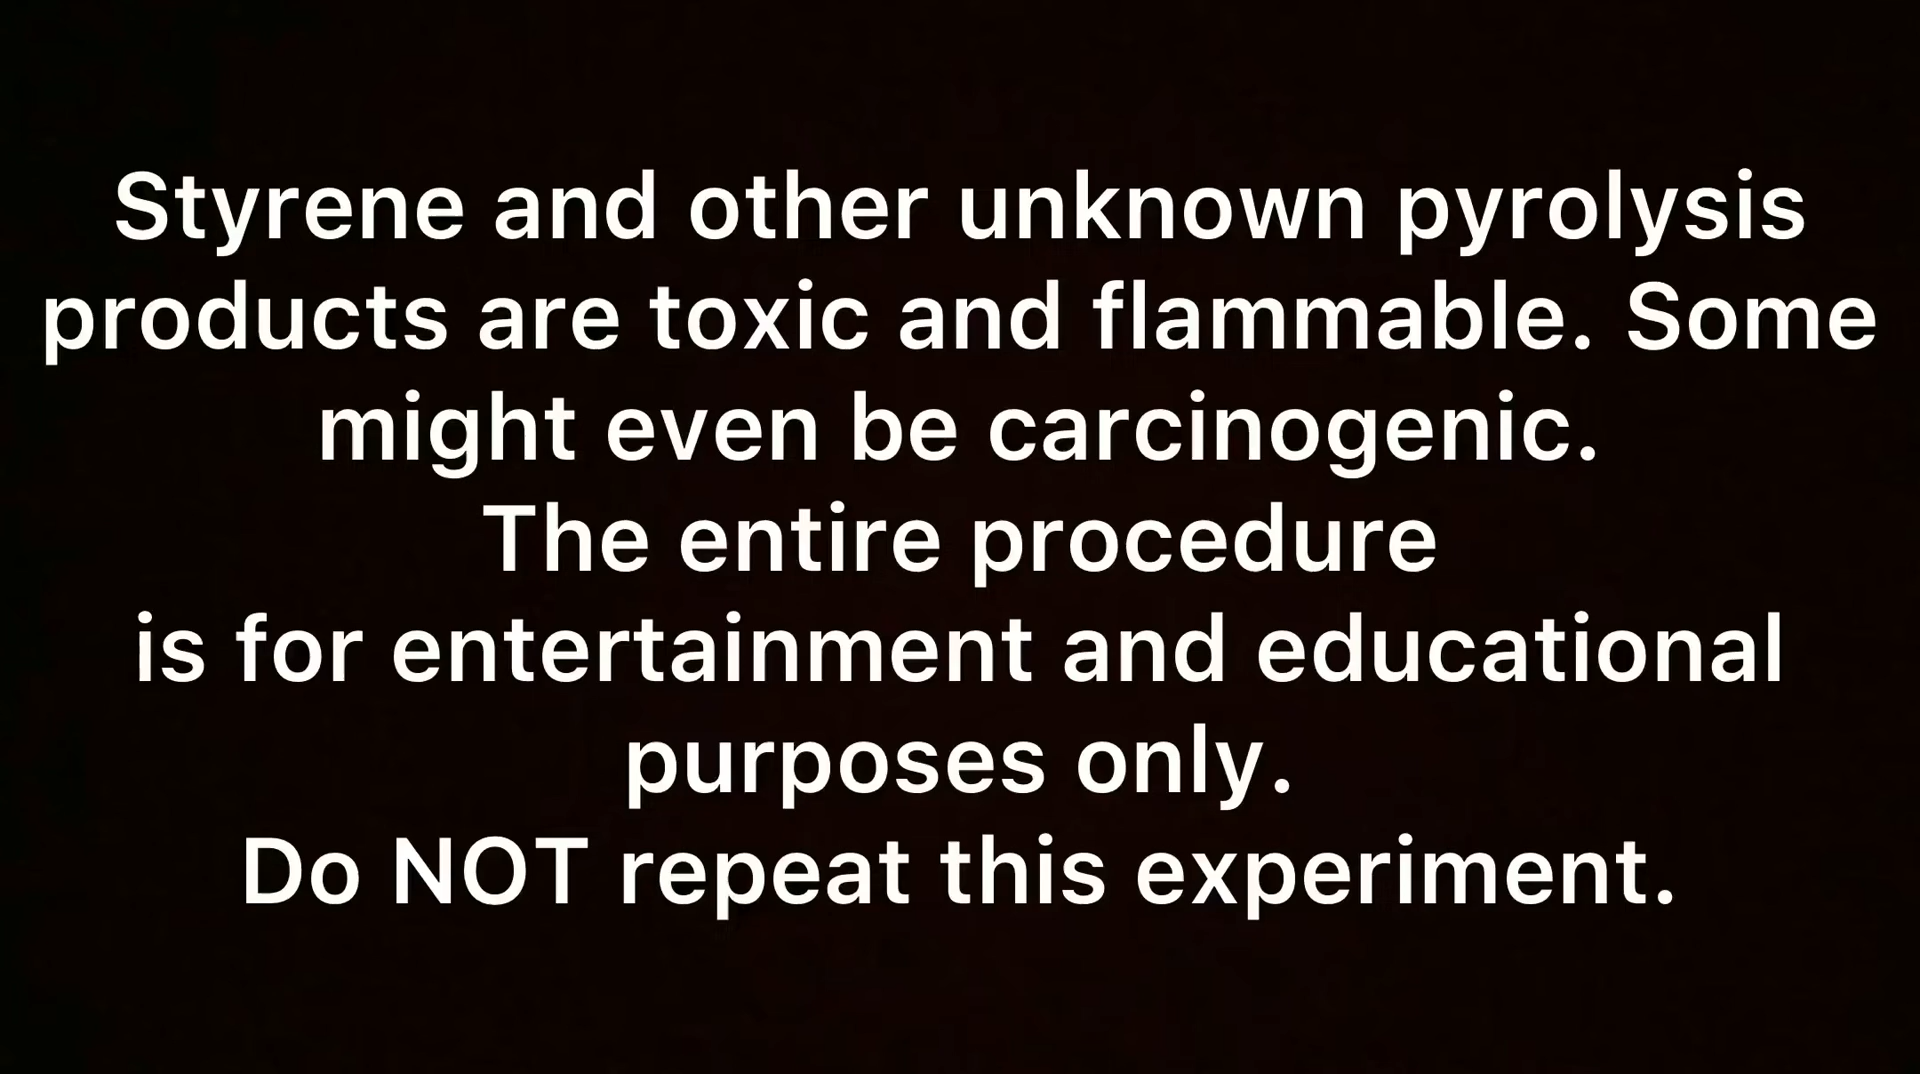 Styrene and other unknown pyrolysis
products are toxic and flammable. Some
might even be carcinogenic.
The entire procedure
is for entertainment and educational
purposes only.
Do NOT repeat this experiment.